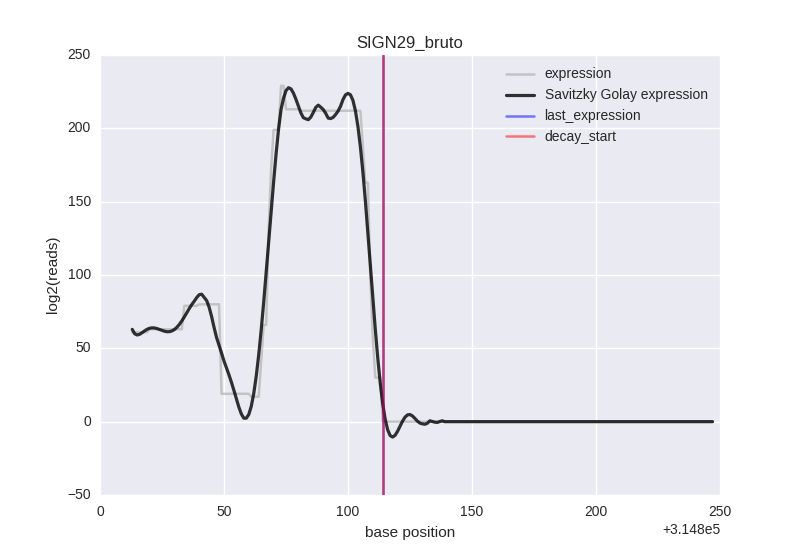 SIGN29_bruto
250
200
150
100
50
0
−50
log2(reads)
expression
Savitzky Golay expression
last_expression
decay_start
0 50 100 150 200 250
+3.148e5
base position